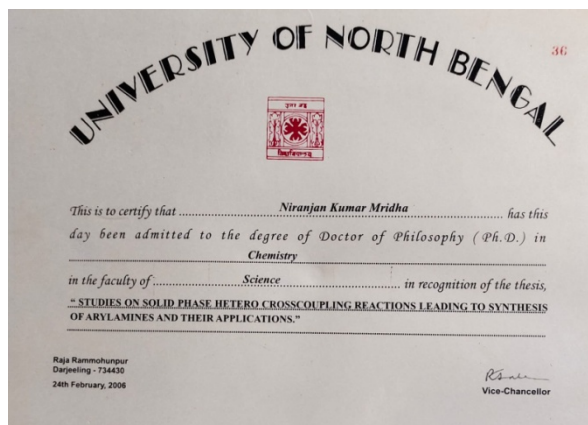 UNIVERSITY OF NORTH BENGAL
36
This is to certify that Niranjan Kumar Mridha has this
day been admitted to the degree of Doctor of Philosophy (Ph.D.) in
Chemistry
in the faculty of Science in recognition of the thesis,
“ STUDIES ON SOLID PHASE HETERO CROSSCOUPLING REACTIONS LEADING TO SYNTHESIS
OF ARYLAMINES AND THEIR APPLICATIONS.”
Raja Rammohunpur
Darjeeling - 734430
24th February, 2006
Vice-Chancellor